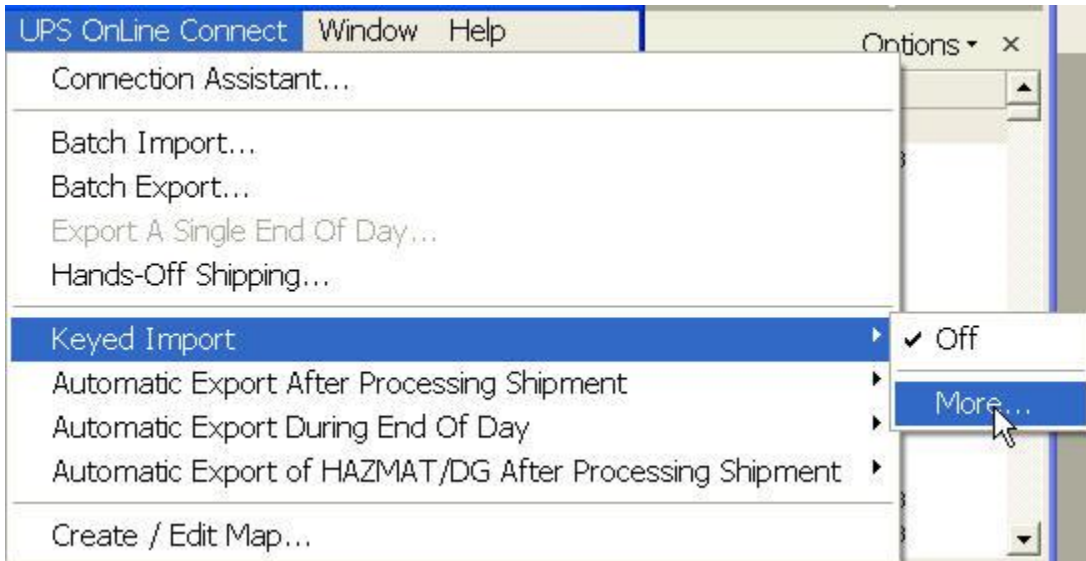 UPS OnLine Connect Window Help
Options
Connection Assistant...
Batch Import...
Batch Export...
Export A Single End Of Day...
Hands-Off Shipping...
Keyed Import
Off
Automatic Export After Processing Shipment
More...
Automatic Export During End Of Day
Automatic Export of HAZMAT/DG After Processing Shipment
Create / Edit Map...